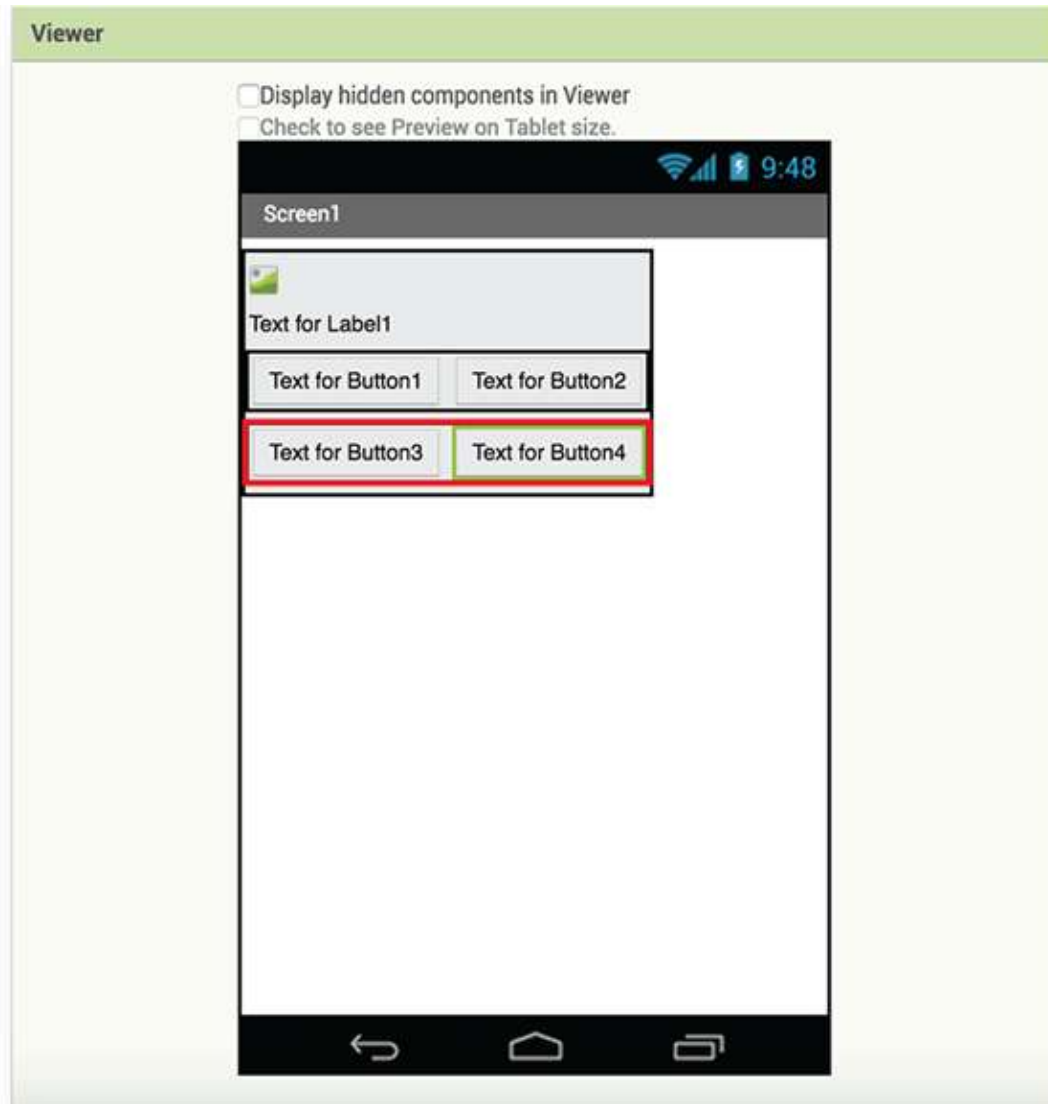 Viewer
Display hidden components in Viewer
Check to see Preview on Tablet size.
9:48
Screen1
Text for Label1
Text for Button1 Text for Button2
Text for Button3 Text for Button4